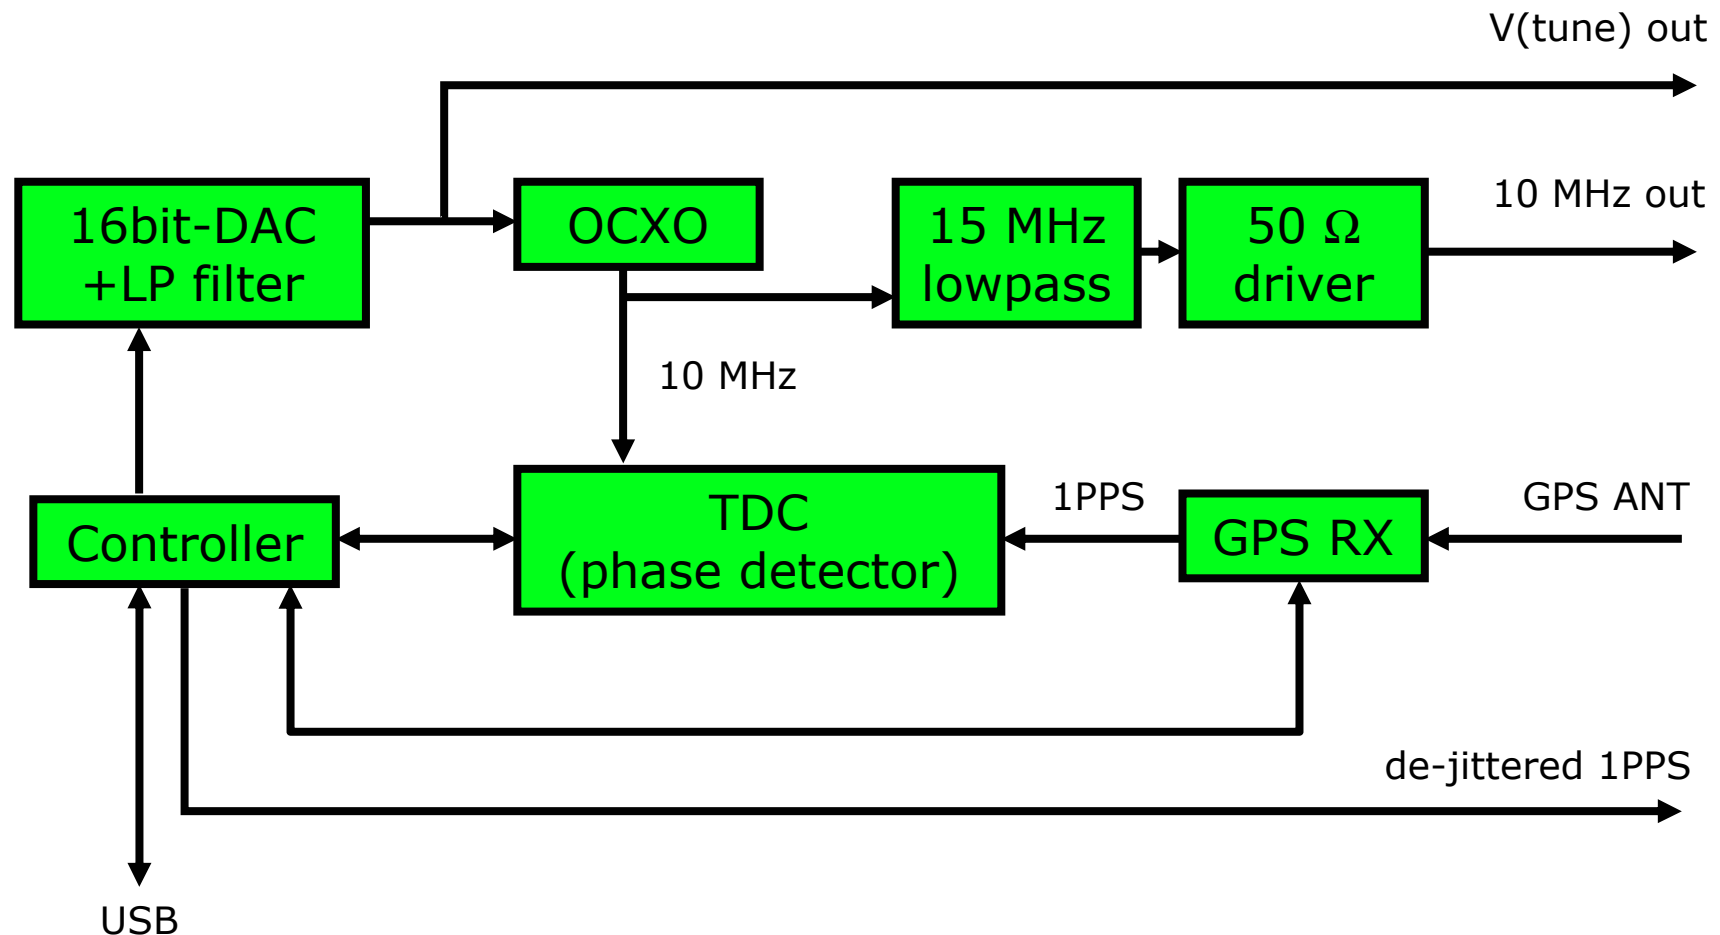 V(tune) out
16bit-DAC
+LP filter
OCXO
15 MHz
lowpass
50 Ω
driver
10 MHz out
10 MHz
Controller
TDC
(phase detector)
1PPS
GPS RX
GPS ANT
de-jittered 1PPS
USB